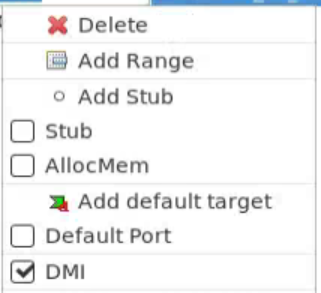 Delete
Add Range
Add Stub
Stub
AllocMem
Add default target
Default Port
DMI